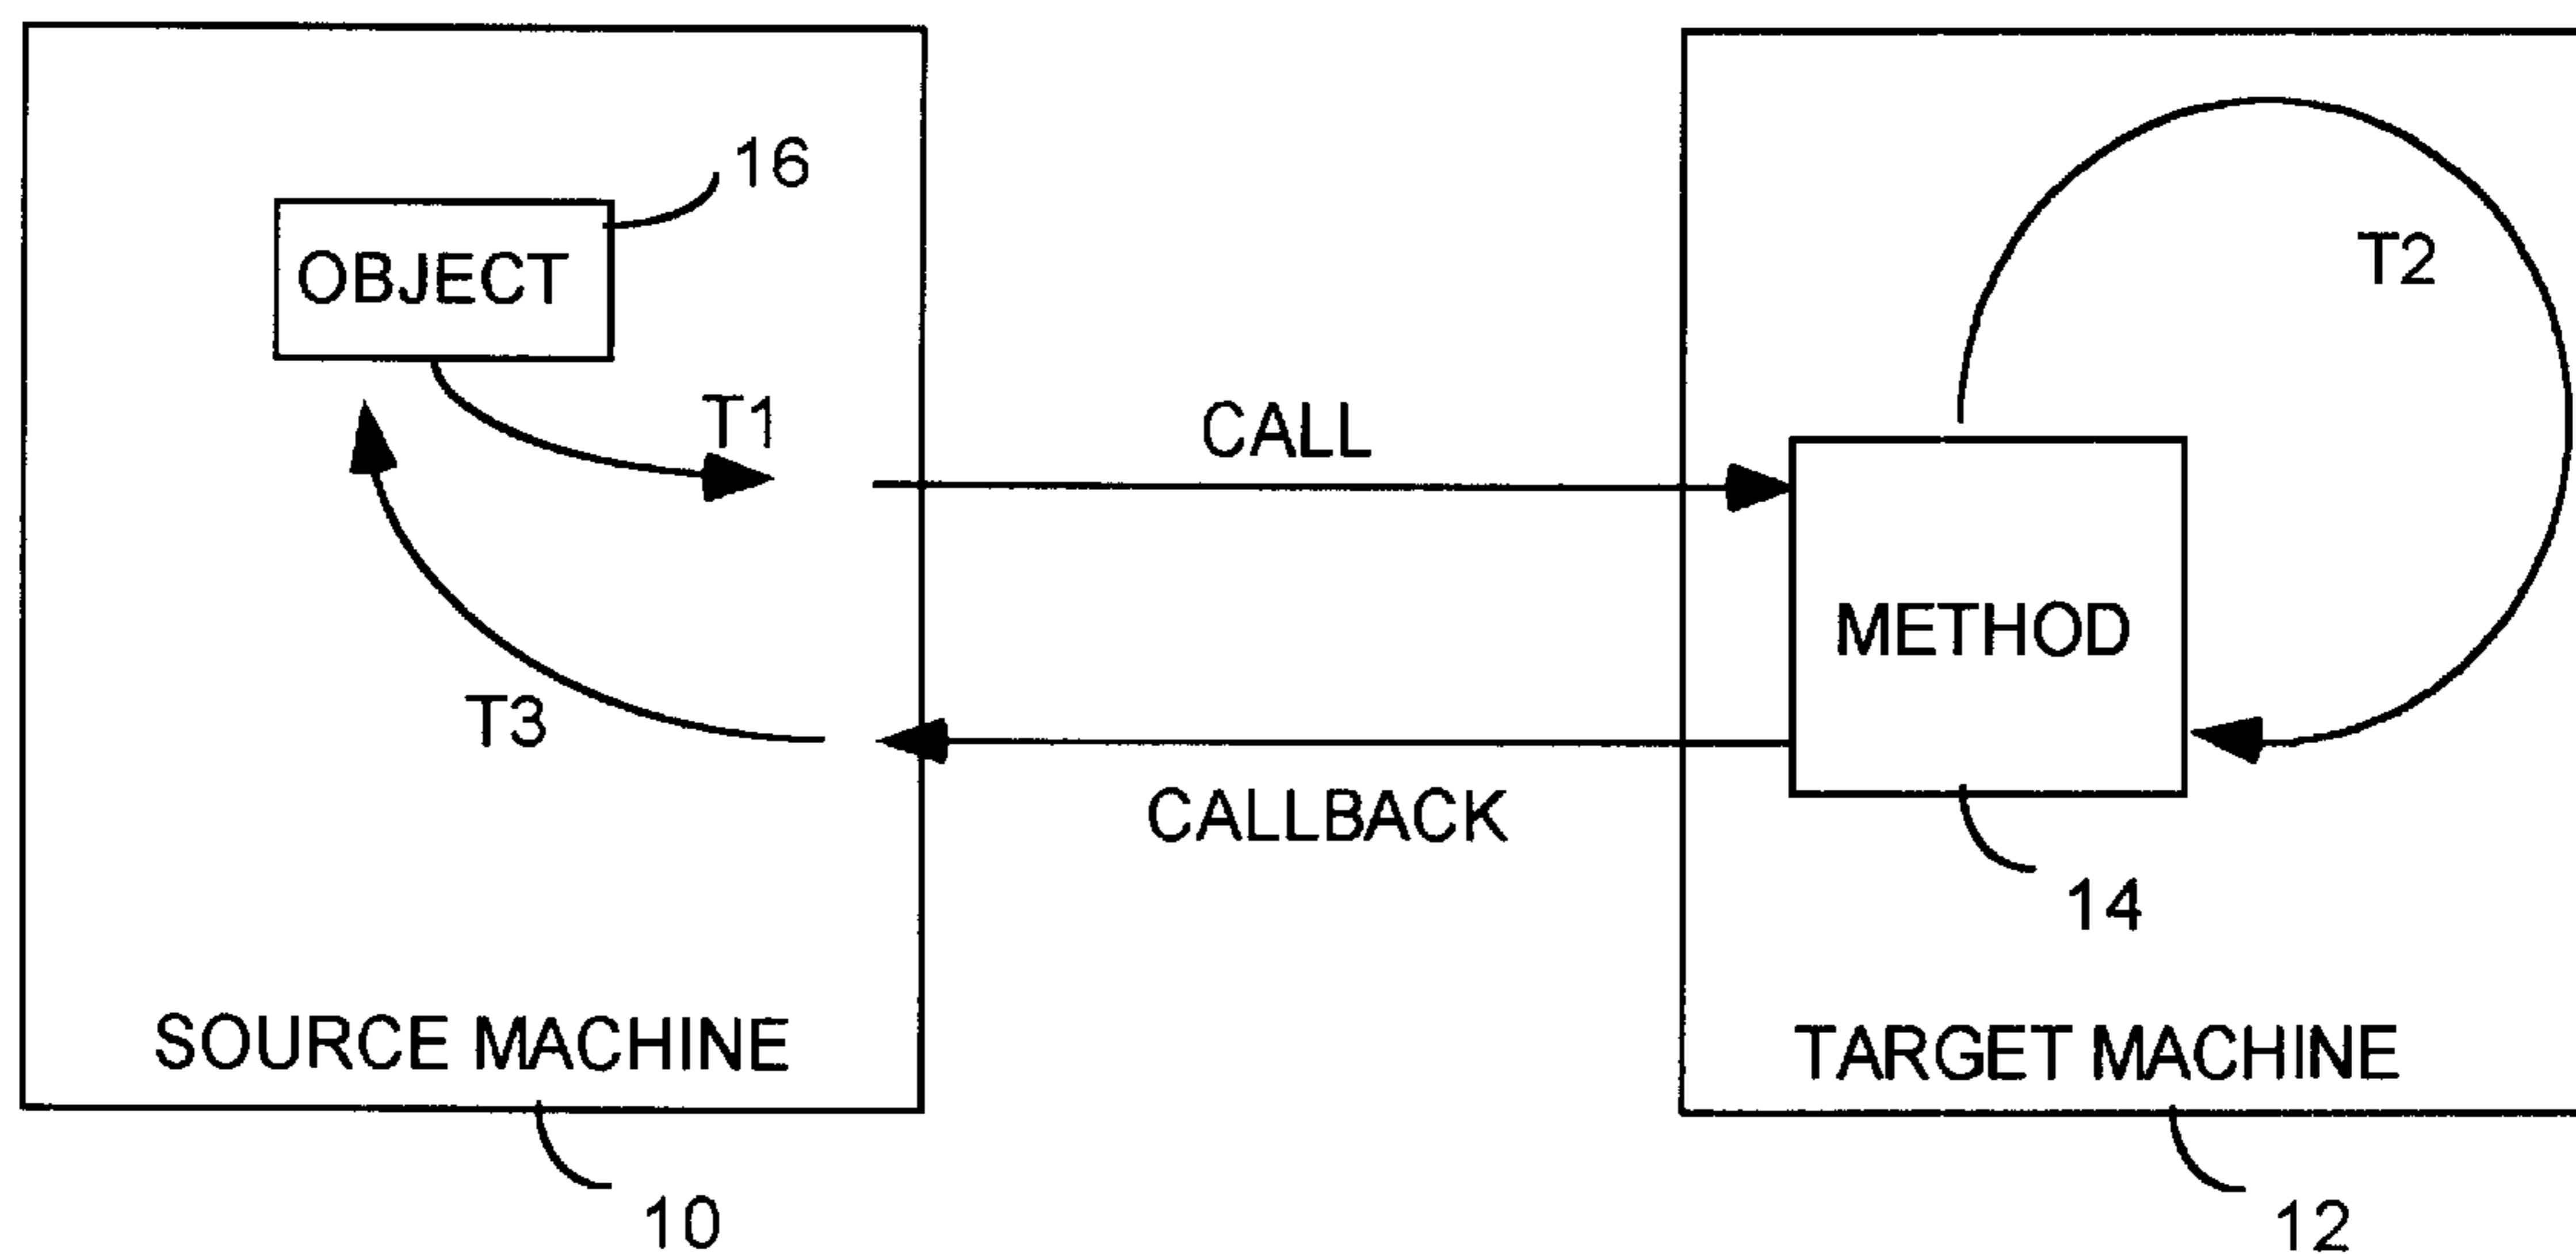 16
OBJECT
T1
T3
SOURCE MACHINE
10
CALL
CALLBACK
T2
METHOD
14
TARGET MACHINE
12